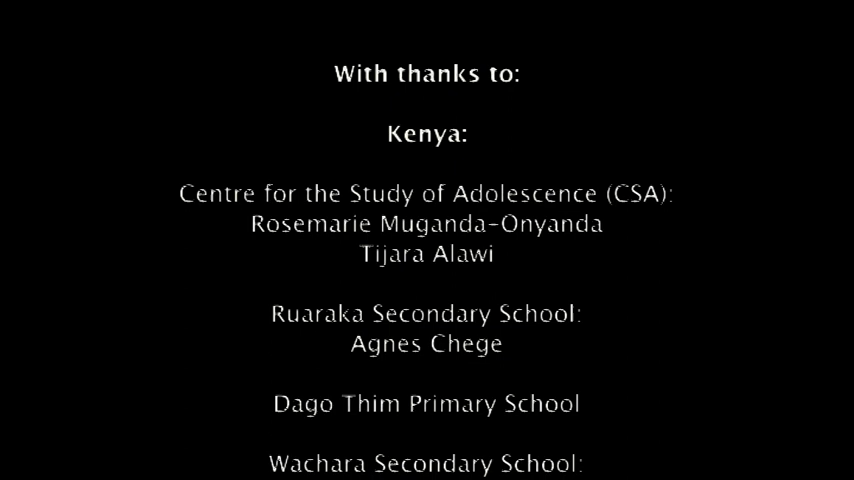 With thanks to:
Kenya:
Centre for the Study of Adolescence (CSA):
Rosemarie Muganda-Onyanda
Tijara Alawi
Ruaraka Secondary School:
Agnes Chege
Dago Thim Primary School
Wachara Secondary School: